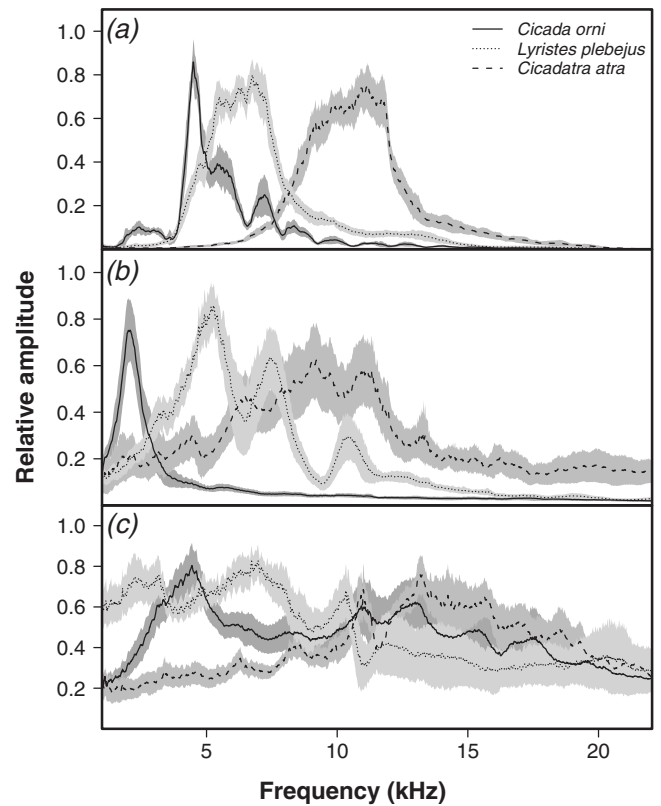 (a)
Cicada orni
Lyristes plebejus
Cicadatra atra
1.0
0.8
0.6
0.4
0.2
(b)
1.0
0.8
0.6
0.4
0.2
Relative amplitude
(c)
1.0
0.8
0.6
0.4
0.2
5 10 15 20
Frequency (kHz)